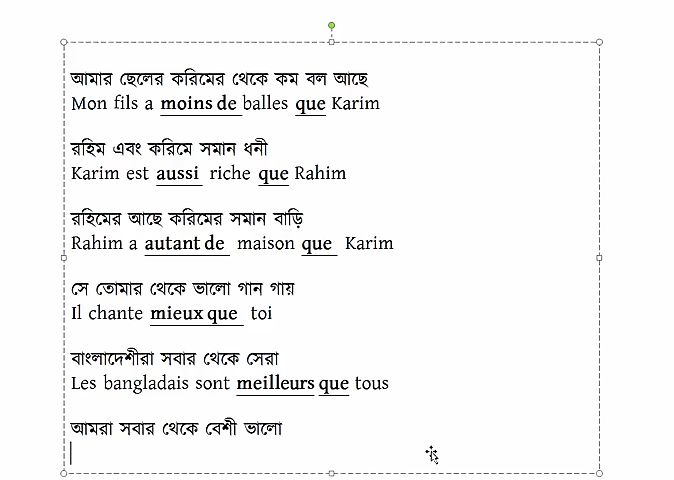 আমার ছেলের করিমের থেকে কম বল আছে
Mon fils a moins de balles que Karim
রহিম এবং করিমে সমান ধনী
Karim est aussi riche que Rahim
রহিমের আছে করিমের সমান বাড়ি
Rahim a autant de maison que Karim
সে তোমার থেকে ভালো গান গায়
Il chante mieux que toi
বাংলাদেশীরা সবার থেকে সেরা
Les bangladais sont meilleurs que tous
আমরা সবার থেকে বেশী ভালো